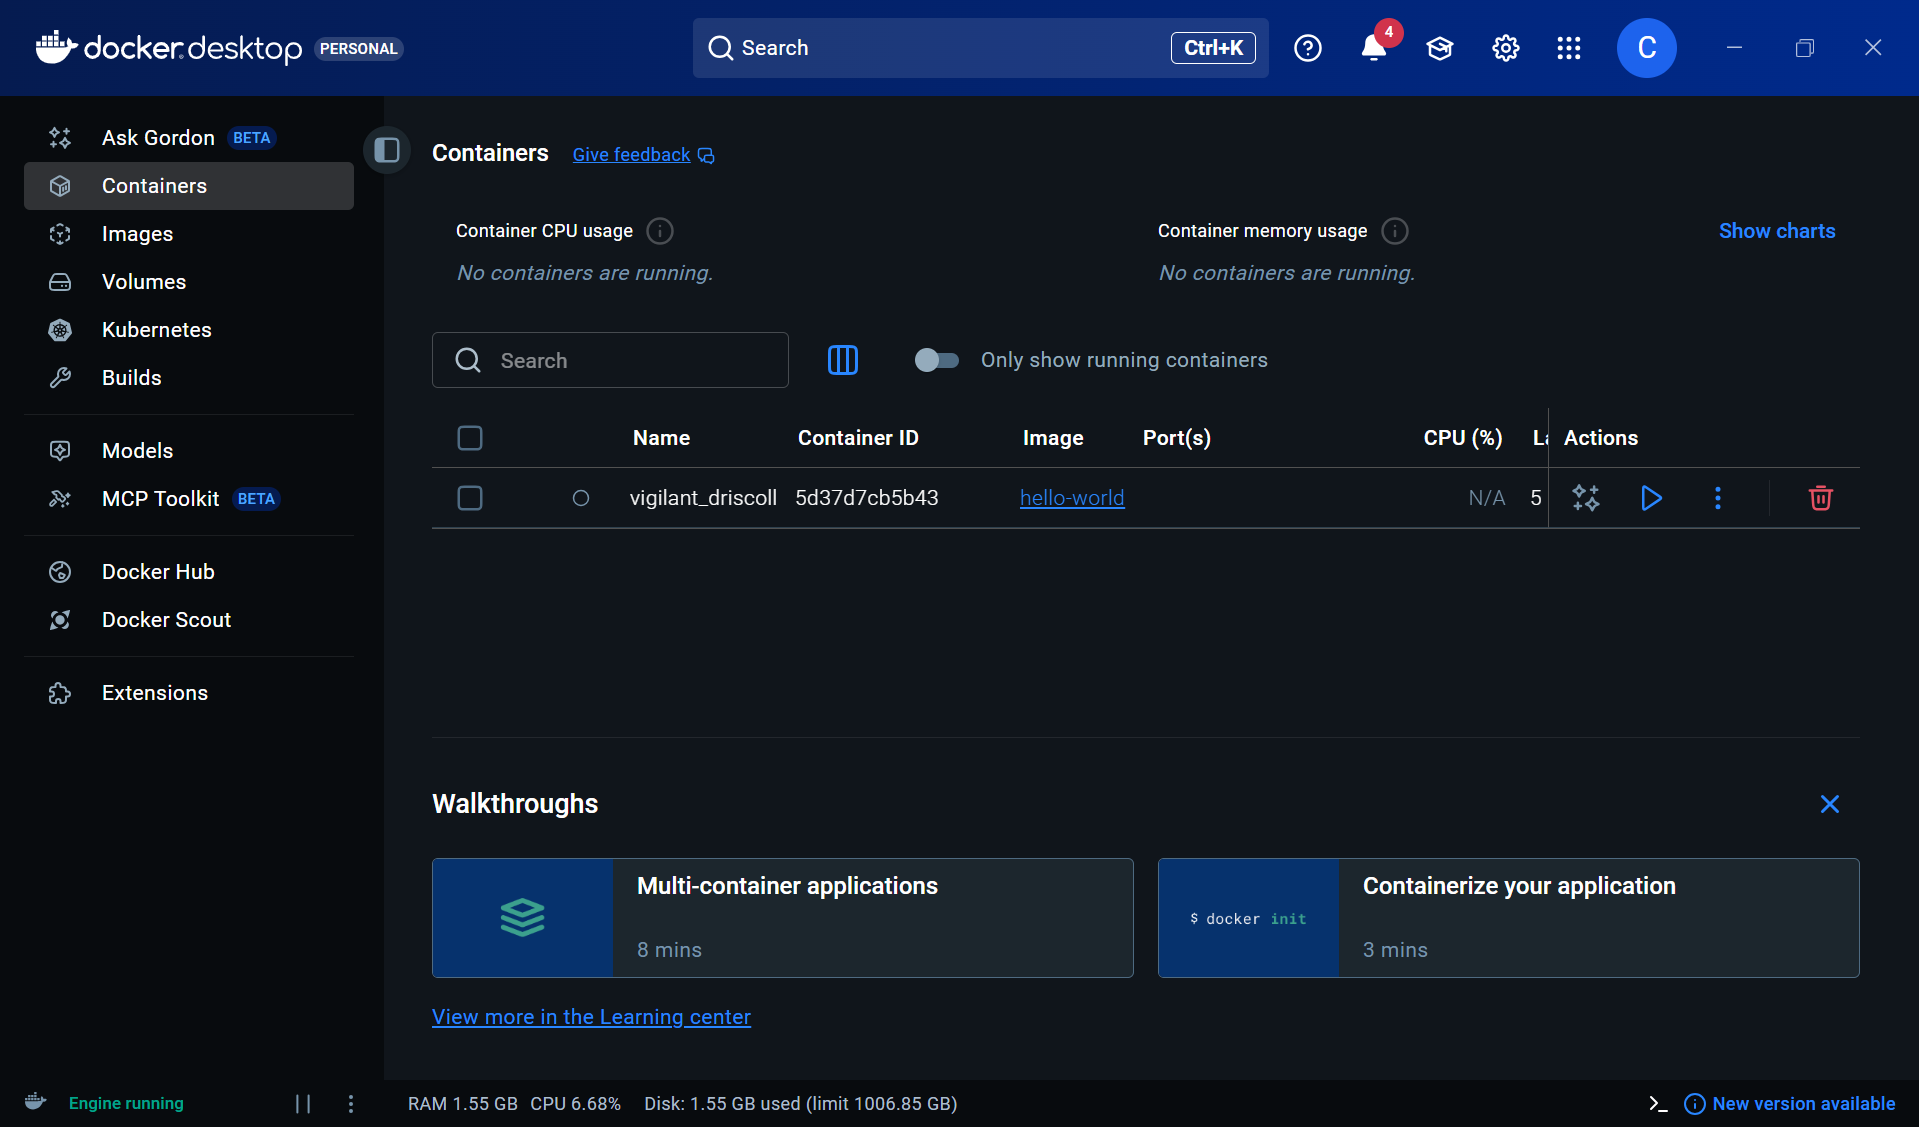 docker.desktop PERSONAL
Search Ctrl+K
4
C
Ask Gordon BETA
Containers
Images
Volumes
Kubernetes
Builds
Models
MCP Toolkit BETA
Docker Hub
Docker Scout
Extensions
Containers Give feedback
Container CPU usage
No containers are running.
Container memory usage
No containers are running.
Show charts
Search
Only show running containers
Name Container ID Image Port(s) CPU (%) La Actions
vigilant_driscoll 5d37d7cb5b43 hello-world N/A 5
Walkthroughs
$ docker init
Multi-container applications
8 mins
Containerize your application
3 mins
View more in the Learning center
Engine running
RAM 1.55 GB CPU 6.68% Disk: 1.55 GB used (limit 1006.85 GB)
New version available